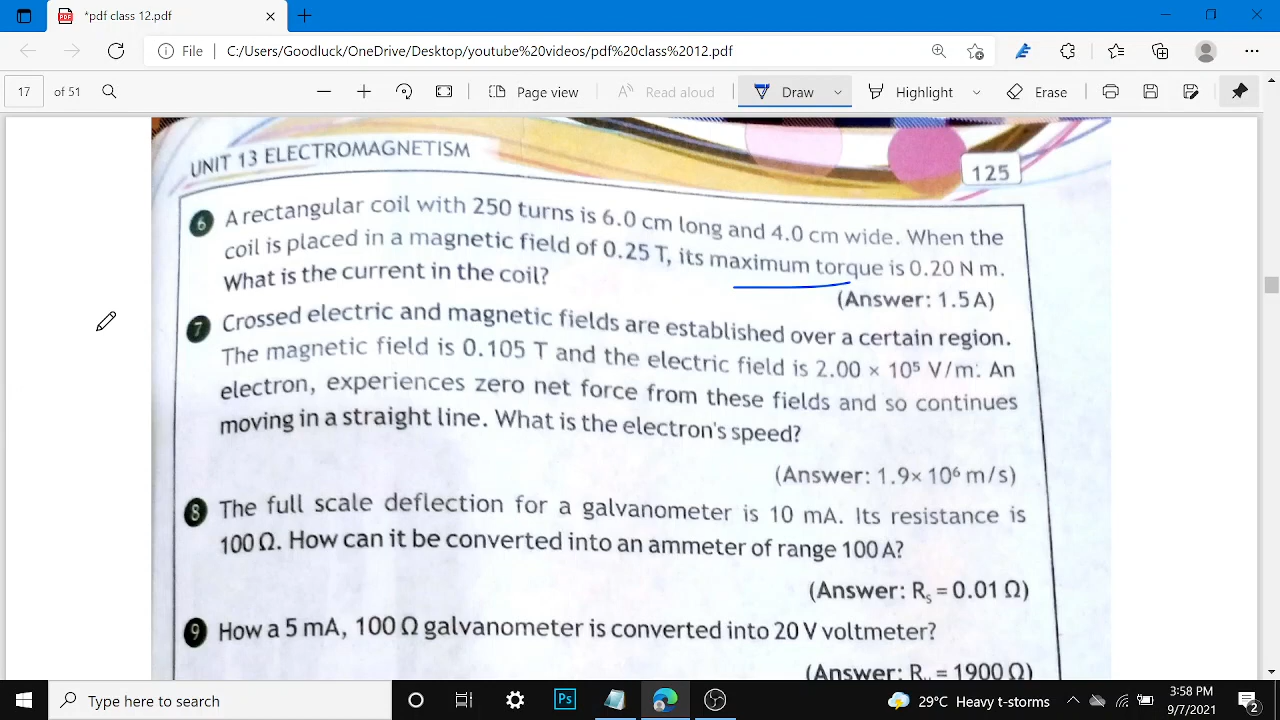 *pdf class 12.pdf
File
C:/Users/Goodluck/OneDrive/Desktop/youtube%20videos/pdf%20class%2012.pdf
17 of 51
Page view
Read aloud
Draw
Highlight
Erase
UNIT 13 ELECTROMAGNETISM
125
6 A rectangular coil with 250 turns is 6.0 cm long and 4.0 cm wide. When the
coil is placed in a magnetic field of 0.25 T, its maximum torque is 0.20 N m.
What is the current in the coil?
(Answer: 1.5 A)
7 Crossed electric and magnetic fields are established over a certain region.
The magnetic field is 0.105 T and the electric field is 2.00 × 10⁵ V/m. An
electron, experiences zero net force from these fields and so continues
moving in a straight line. What is the electron's speed?
(Answer: 1.9× 10⁶ m/s)
8 The full scale deflection for a galvanometer is 10 mA. Its resistance is
100 Ω. How can it be converted into an ammeter of range 100 A?
(Answer: Rₛ = 0.01 Ω)
9 How a 5 mA, 100 Ω galvanometer is converted into 20 V voltmeter?
(Answer: R = 1900 Ω)
Type here to search
Ps
29°C Heavy t-storms
3:58 PM
9/7/2021
2